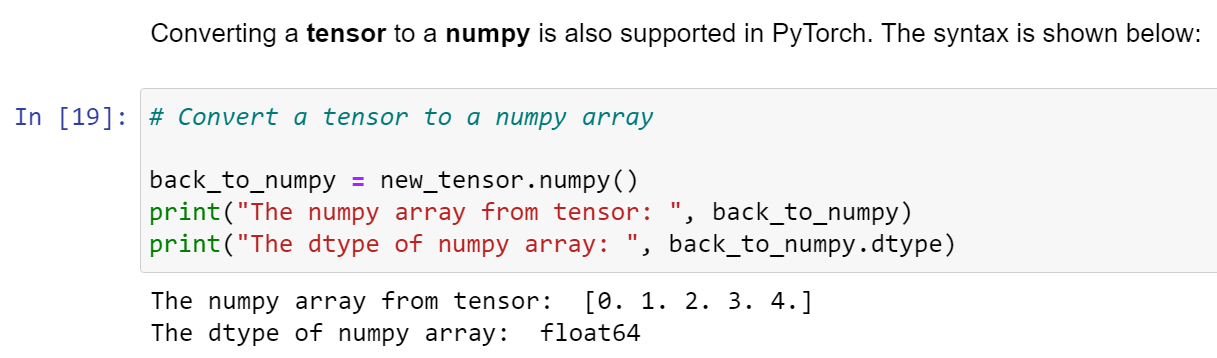 Converting a tensor to a numpy is also supported in PyTorch. The syntax is shown below:
In [19]: # Convert a tensor to a numpy array
back_to_numpy = new_tensor.numpy()
print("The numpy array from tensor: ", back_to_numpy)
print("The dtype of numpy array: ", back_to_numpy.dtype)
The numpy array from tensor:  [0. 1. 2. 3. 4.]
The dtype of numpy array:  float64